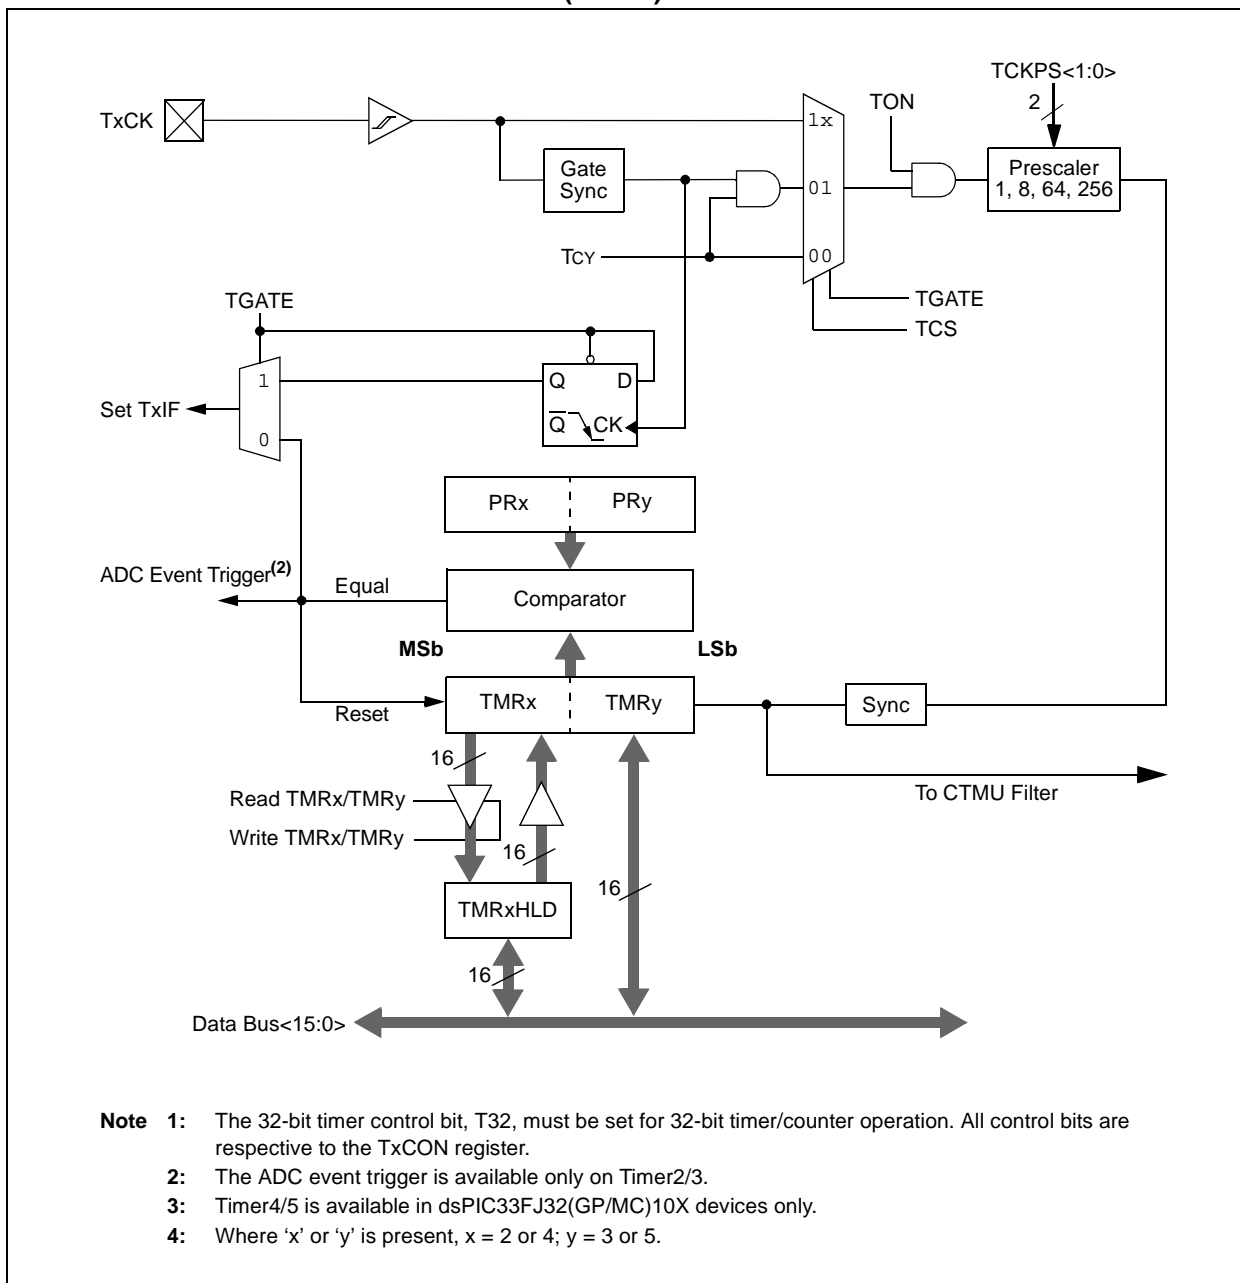 TCKPS<1:0>
2
TON
TxCK
1x
Gate
Sync
01
Prescaler
1, 8, 64, 256
TCY
00
TGATE
TCS
TGATE
1
Q
D
Set TxIF
Q
CK
0
PRx
PRy
ADC Event Trigger(2)
Equal
Comparator
MSb
LSb
TMRx
TMRy
Sync
Reset
16
Read TMRx/TMRy
To CTMU Filter
Write TMRx/TMRy
16
16
TMRxHLD
16
Data Bus<15:0>
Note 1: The 32-bit timer control bit, T32, must be set for 32-bit timer/counter operation. All control bits are
respective to the TxCON register.
2: The ADC event trigger is available only on Timer2/3.
3: Timer4/5 is available in dsPIC33FJ32(GP/MC)10X devices only.
4: Where ‘x’ or ‘y’ is present, x = 2 or 4; y = 3 or 5.